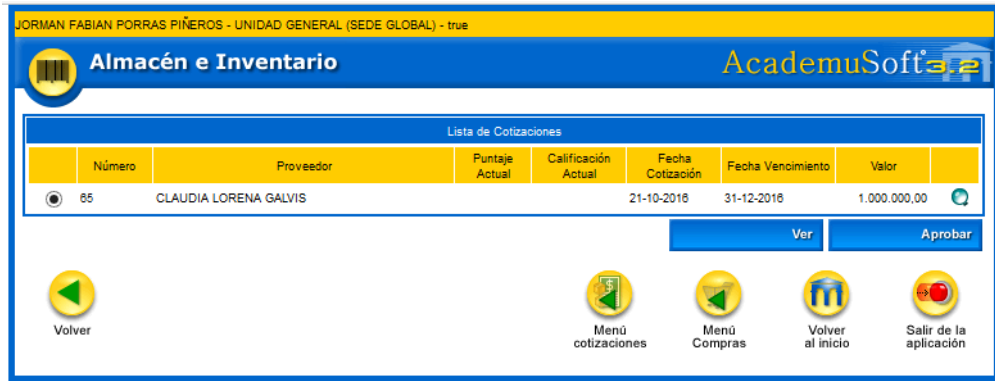 JORMAN FABIAN PORRAS PIÑEROS - UNIDAD GENERAL (SEDE GLOBAL) - true
Almacén e Inventario
AcademuSoft 3.2
Lista de Cotizaciones
Número Proveedor Puntaje Actual Calificación Actual Fecha Cotización Fecha Vencimiento Valor
65 CLAUDIA LORENA GALVIS 21-10-2016 31-12-2016 1.000.000,00
Ver Aprobar
Volver
Menú cotizaciones
Menú Compras
Volver al inicio
Salir de la aplicación